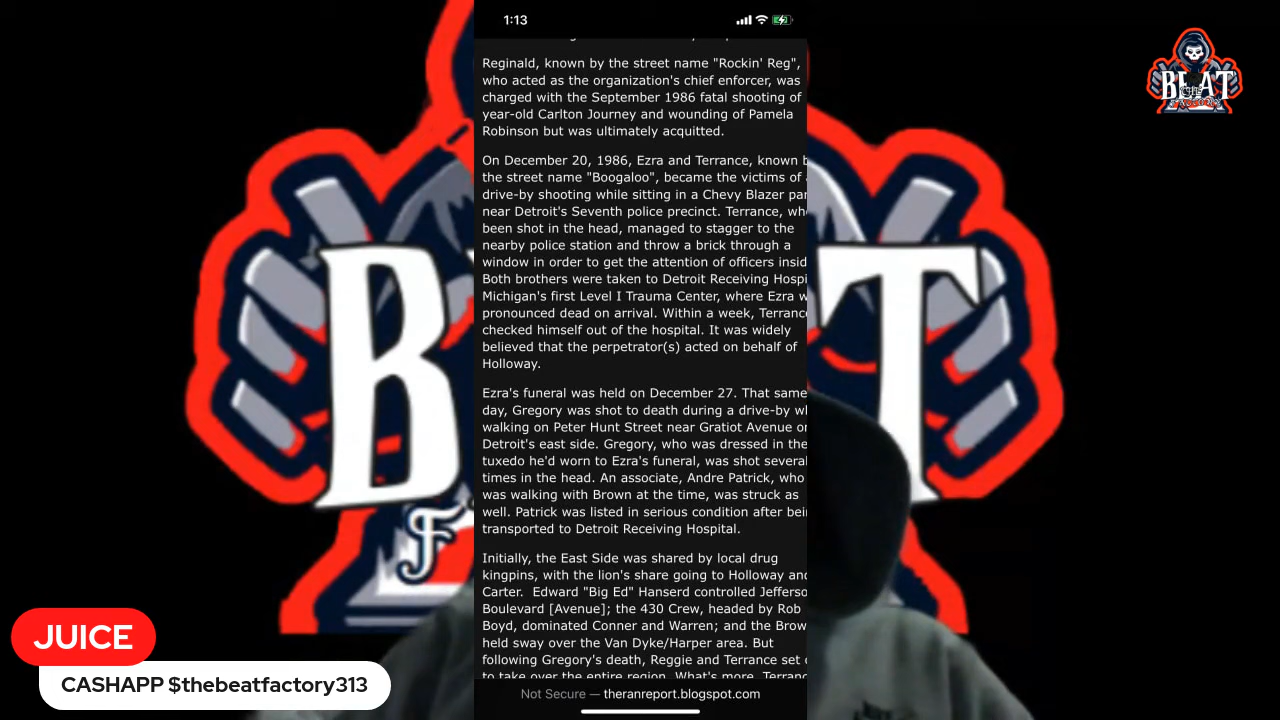 1:13
Reginald, known by the street name "Rockin' Reg",
who acted as the organization's chief enforcer, was
charged with the September 1986 fatal shooting of
year-old Carlton Journey and wounding of Pamela
Robinson but was ultimately acquitted.
On December 20, 1986, Ezra and Terrance, known
the street name "Boogaloo", became the victims of
drive-by shooting while sitting in a Chevy Blazer
near Detroit's Seventh police precinct. Terrance,
been shot in the head, managed to stagger to the
nearby police station and throw a brick through a
window in order to get the attention of officers
Both brothers were taken to Detroit Receiving
Michigan's first Level I Trauma Center, where Ezra
pronounced dead on arrival. Within a week,
checked himself out of the hospital. It was widely
believed that the perpetrator(s) acted on behalf of
Holloway.
Ezra's funeral was held on December 27. That same
day, Gregory was shot to death during a drive-by
walking on Peter Hunt Street near Gratiot Avenue
Detroit's east side. Gregory, who was dressed in the
tuxedo he'd worn to Ezra's funeral, was shot several
times in the head. An associate, Andre Patrick, who
was walking with Brown at the time, was struck as
well. Patrick was listed in serious condition after
transported to Detroit Receiving Hospital.
Initially, the East Side was shared by local drug
kingpins, with the lion's share going to Holloway and
Carter. Edward "Big Ed" Hanserd controlled
Boulevard [Avenue]; the 430 Crew, headed by Rob
Boyd, dominated Conner and Warren; and the
held sway over the Van Dyke/Harper area. But
following Gregory's death, Reggie and Terrance set
to take over the entire region. What's more,
Not Secure — theranreport.blogspot.com
BEAT
B
T
F
JUICE
CASHAPP $thebeatfactory313